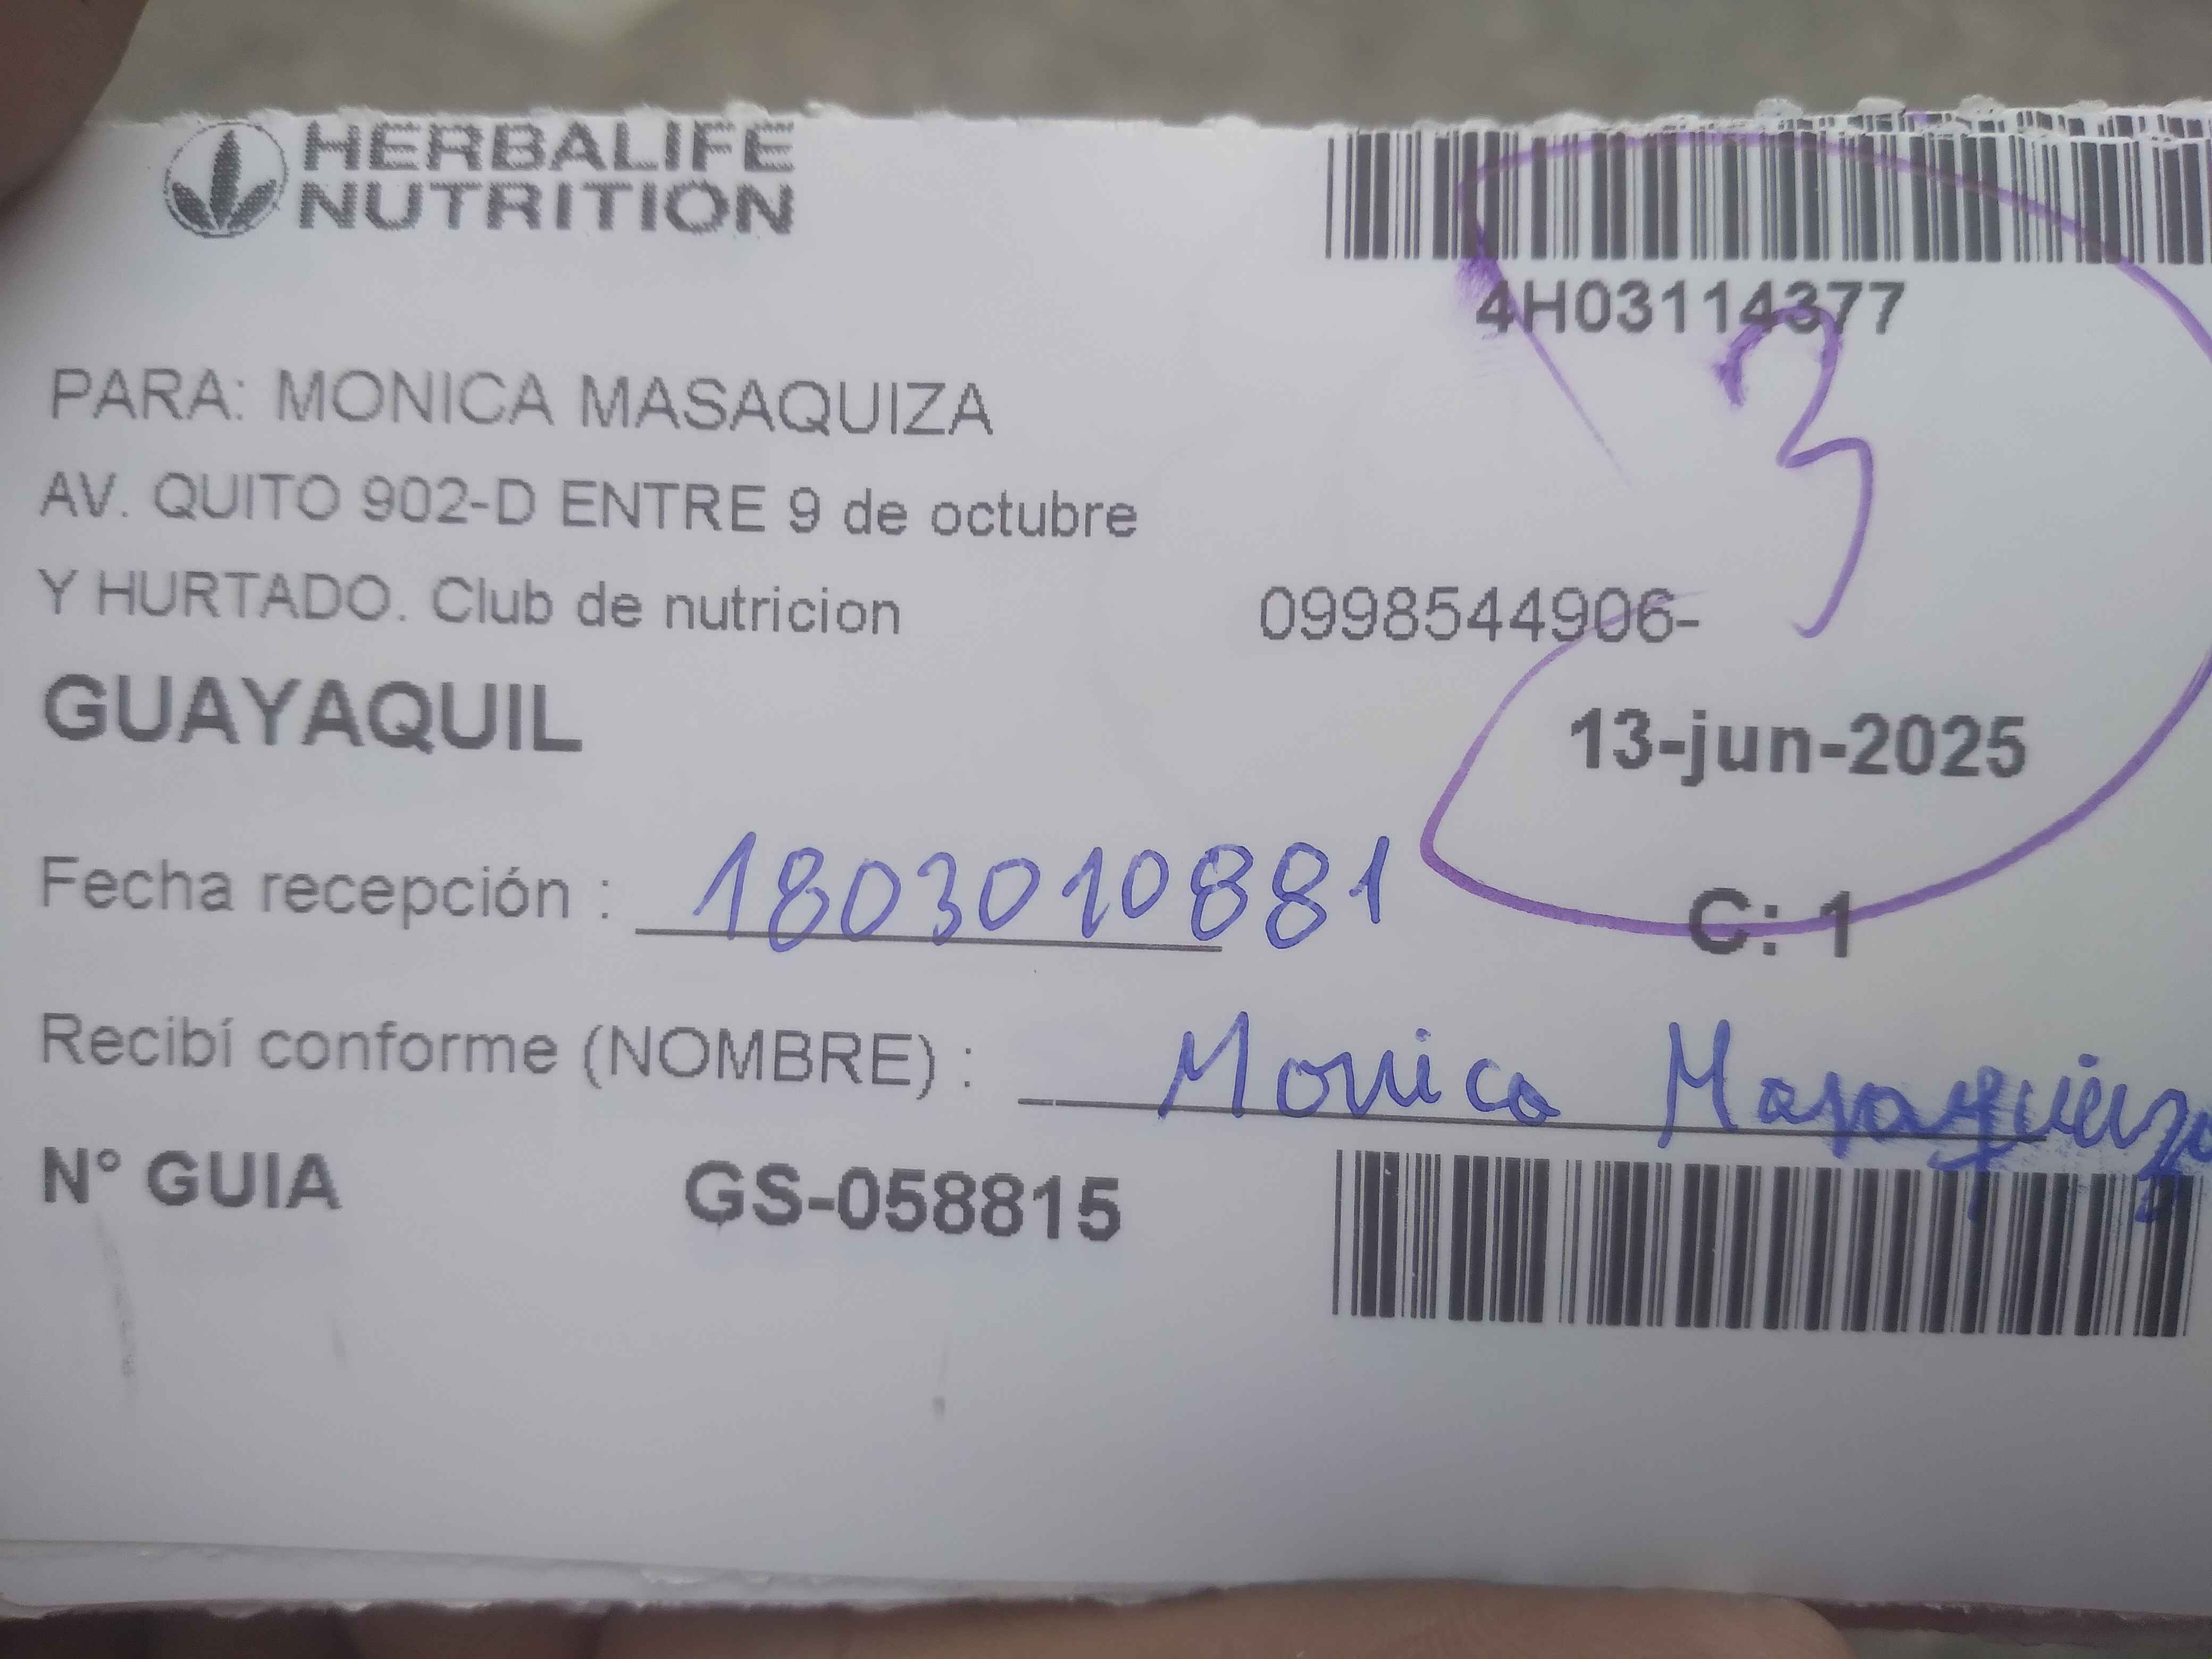 HERBALIFE
NUTRITION
4H03114377
PARA: MONICA MASAQUIZA
3
AV. QUITO 902-D ENTRE 9 de octubre
Y HURTADO. Club de nutricion 0998544906-
GUAYAQUIL 13-jun-2025
Fecha recepción : 1803010881
C: 1
Recibí conforme (NOMBRE) : Monica Masaquiza
N° GUIA GS-058815